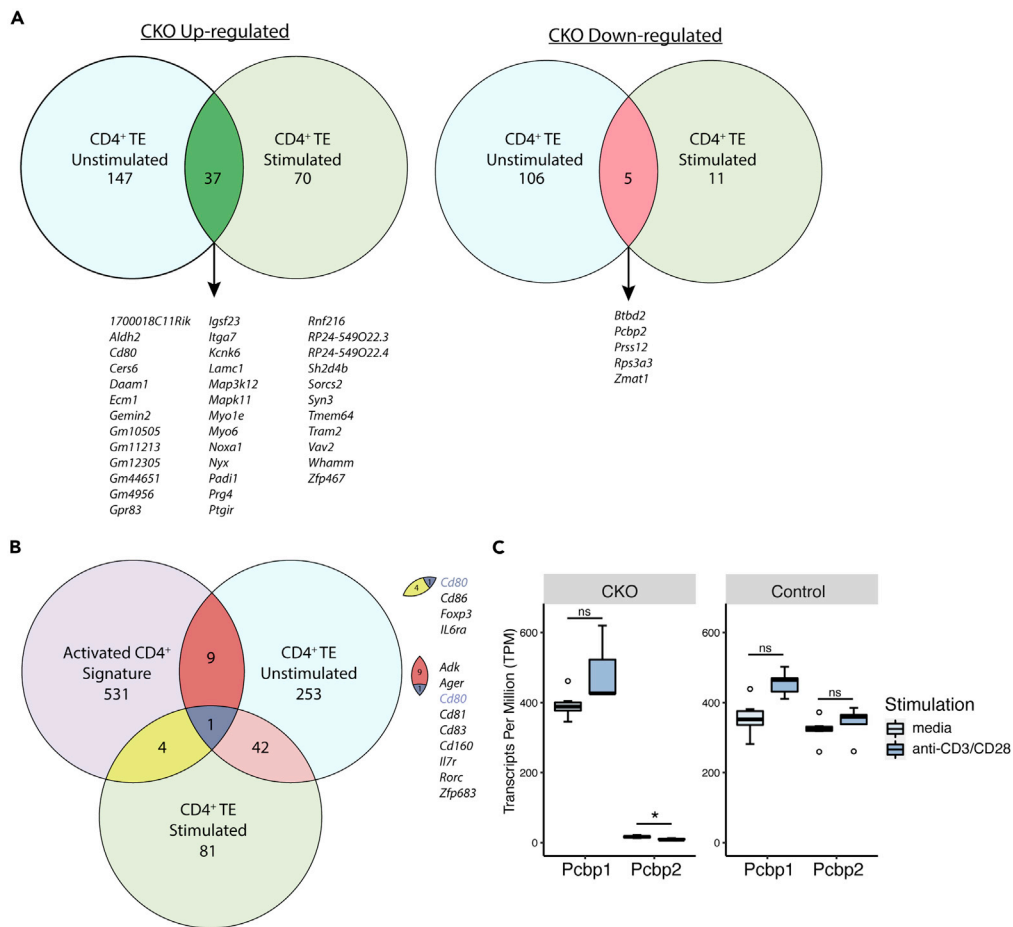 A
CKO Up-regulated
CD4+ TE
Unstimulated
147
37
CD4+ TE
Stimulated
70
1700018C11Rik
Aldh2
Cd80
Cers6
Daam1
Ecm1
Gemin2
Gm10505
Gm11213
Gm12305
Gm44651
Gm4956
Gpr83
Igsf23
Itga7
Kcnk6
Lamc1
Map3k12
Mapk11
Myo1e
Myo6
Noxa1
Nyx
Padi1
Prg4
Ptgir
Rnf216
RP24-549O22.3
RP24-549O22.4
Sh2d4b
Sorcs2
Syn3
Tmem64
Tram2
Vav2
Whamm
Zfp467
CKO Down-regulated
CD4+ TE
Unstimulated
106
5
CD4+ TE
Stimulated
11
Btbd2
Pcbp2
Prss12
Rps3a3
Zmat1
B
Activated CD4+
Signature
531
9
CD4+ TE
Unstimulated
253
1
4
42
CD4+ TE
Stimulated
81
4
1
Cd80
Cd86
Foxp3
IL6ra
9
1
Adk
Ager
Cd80
Cd81
Cd83
Cd160
Il7r
Rorc
Zfp683
C
Transcripts Per Million (TPM)
600
400
200
0
CKO
ns
*
Pcbp1
Pcbp2
600
400
200
0
Control
ns
ns
Pcbp1
Pcbp2
Stimulation
media
anti-CD3/CD28